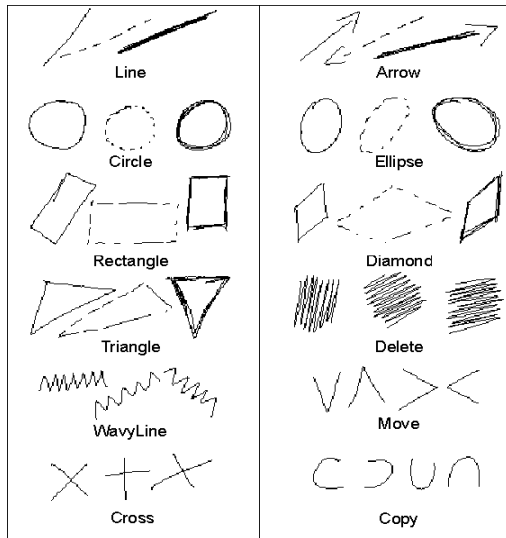 Line
Arrow
Circle
Ellipse
Rectangle
Diamond
Triangle
Delete
WavyLine
Move
Cross
Copy